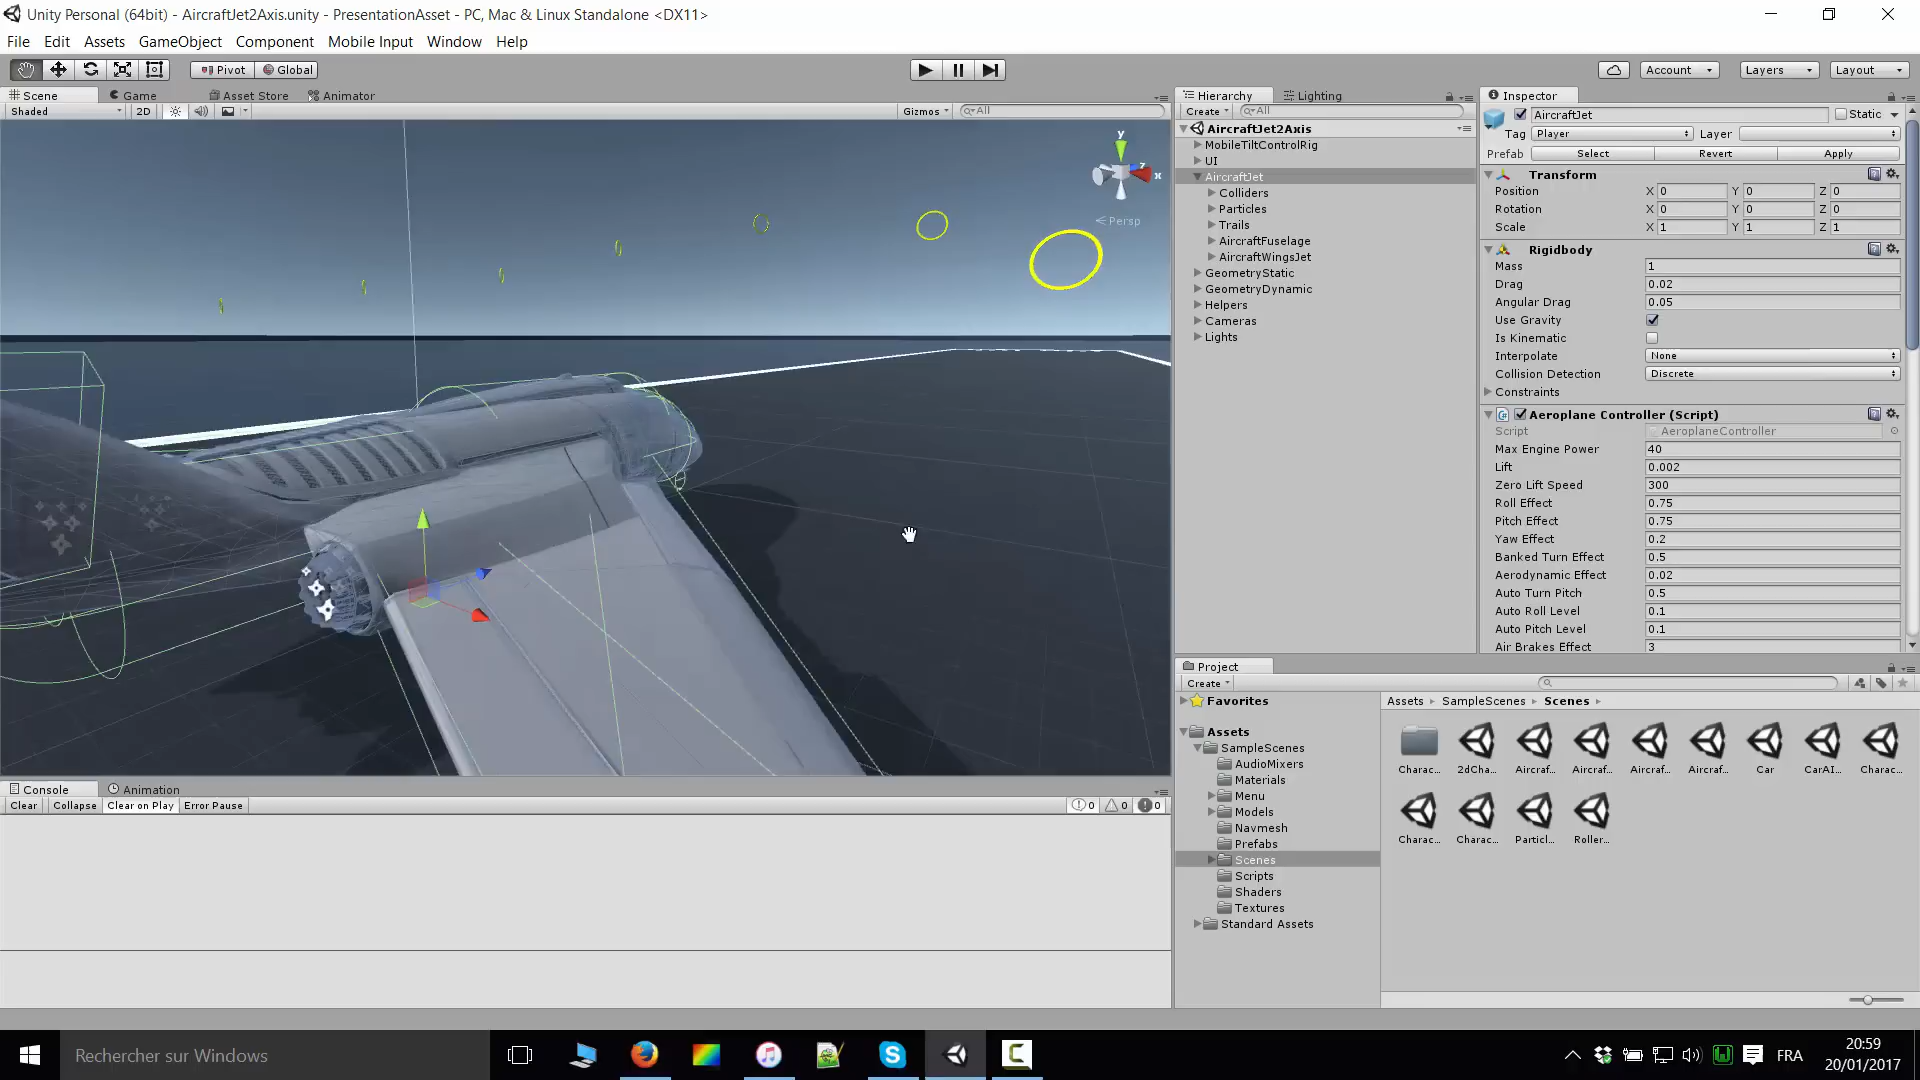 Unity Personal (64bit) - AircraftJet2Axis.unity - PresentationAsset - PC, Mac & Linux Standalone <DX11>
File Edit Assets GameObject Component Mobile Input Window Help
Pivot Global Account Layers Layout
Scene Game Asset Store Animator
Shaded 2D Gizmos All
y
z
x
Persp
Hierarchy Lighting
Create All
AircraftJet2Axis
MobileTiltControlRig
UI
AircraftJet
Colliders
Particles
Trails
AircraftFuselage
AircraftWingsJet
GeometryStatic
GeometryDynamic
Helpers
Cameras
Lights
Inspector
AircraftJet Static
Tag Player Layer
Prefab Select Revert Apply
Transform
Position X 0 Y 0 Z 0
Rotation X 0 Y 0 Z 0
Scale X 1 Y 1 Z 1
Rigidbody
Mass 1
Drag 0.02
Angular Drag 0.05
Use Gravity
Is Kinematic
Interpolate None
Collision Detection Discrete
Constraints
Aeroplane Controller (Script)
Script AeroplaneController
Max Engine Power 40
Lift 0.002
Zero Lift Speed 300
Roll Effect 0.75
Pitch Effect 0.75
Yaw Effect 0.2
Banked Turn Effect 0.5
Aerodynamic Effect 0.02
Auto Turn Pitch 0.5
Auto Roll Level 0.1
Auto Pitch Level 0.1
Air Brakes Effect 3
Project
Create
Favorites
Assets
SampleScenes
AudioMixers
Materials
Menu
Models
Navmesh
Prefabs
Scenes
Scripts
Shaders
Textures
Standard Assets
Assets SampleScenes Scenes
Charac... 2dCha... Aircraf... Aircraf... Aircraf... Aircraf... Car CarAI... Charac...
Charac... Charac... Particl... Roller...
Console Animation
Clear Collapse Clear on Play Error Pause 0 0 0
Rechercher sur Windows
FRA
20:59
20/01/2017